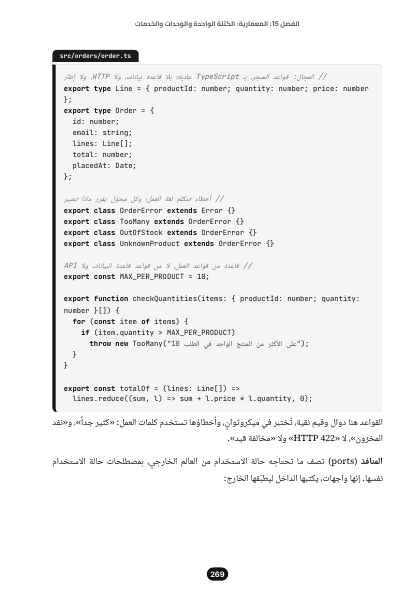 الفصل 15: المعمارية: الكتلة الواحدة والوحدات والخدمات
src/orders/order.ts
// المجال: قواعد المتجر بـ TypeScript عادية، بلا قاعدة بيانات، ولا HTTP، ولا إطار
export type Line = { productId: number; quantity: number; price: number
};
export type Order = {
  id: number;
  email: string;
  lines: Line[];
  total: number;
  placedAt: Date;
};
// أخطاء تتكلم لغة العمل؛ وكل محوّل يقرر ماذا تصير
export class OrderError extends Error {}
export class TooMany extends OrderError {}
export class OutOfStock extends OrderError {}
export class UnknownProduct extends OrderError {}
// قاعدة من قواعد العمل، لا من قواعد قاعدة البيانات ولا API
export const MAX_PER_PRODUCT = 10;
export function checkQuantities(items: { productId: number; quantity:
number }[]) {
  for (const item of items) {
    if (item.quantity > MAX_PER_PRODUCT)
      throw new TooMany("على الأكثر من المنتج الواحد في الطلب 10");
  }
}
export const totalOf = (lines: Line[]) =>
  lines.reduce((sum, l) => sum + l.price * l.quantity, 0);
القواعد هنا دوال وقيم نقية، تُختبر في ميكروثوانٍ، وأخطاؤها تستخدم كلمات العمل: «كثير جداً»، و«نفد
المخزون»، لا «HTTP 422» ولا «مخالفة قيد».
المنافذ (ports) تصف ما تحتاجه حالة الاستخدام من العالم الخارجي، بمصطلحات حالة الاستخدام
نفسها. إنها واجهات، يكتبها الداخل ليطبّقها الخارج:
269